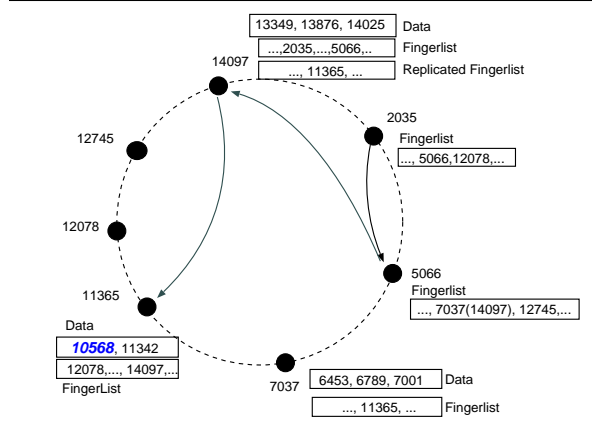 13349, 13876, 14025 Data
...,2035,...,5066,.. Fingerlist
..., 11365, ... Replicated Fingerlist
14097
2035
Fingerlist
..., 5066,12078,...
12745
12078
5066
Fingerlist
..., 7037(14097), 12745,...
11365
Data
10568, 11342
12078,..., 14097,...
FingerList
7037
6453, 6789, 7001 Data
..., 11365, ... Fingerlist